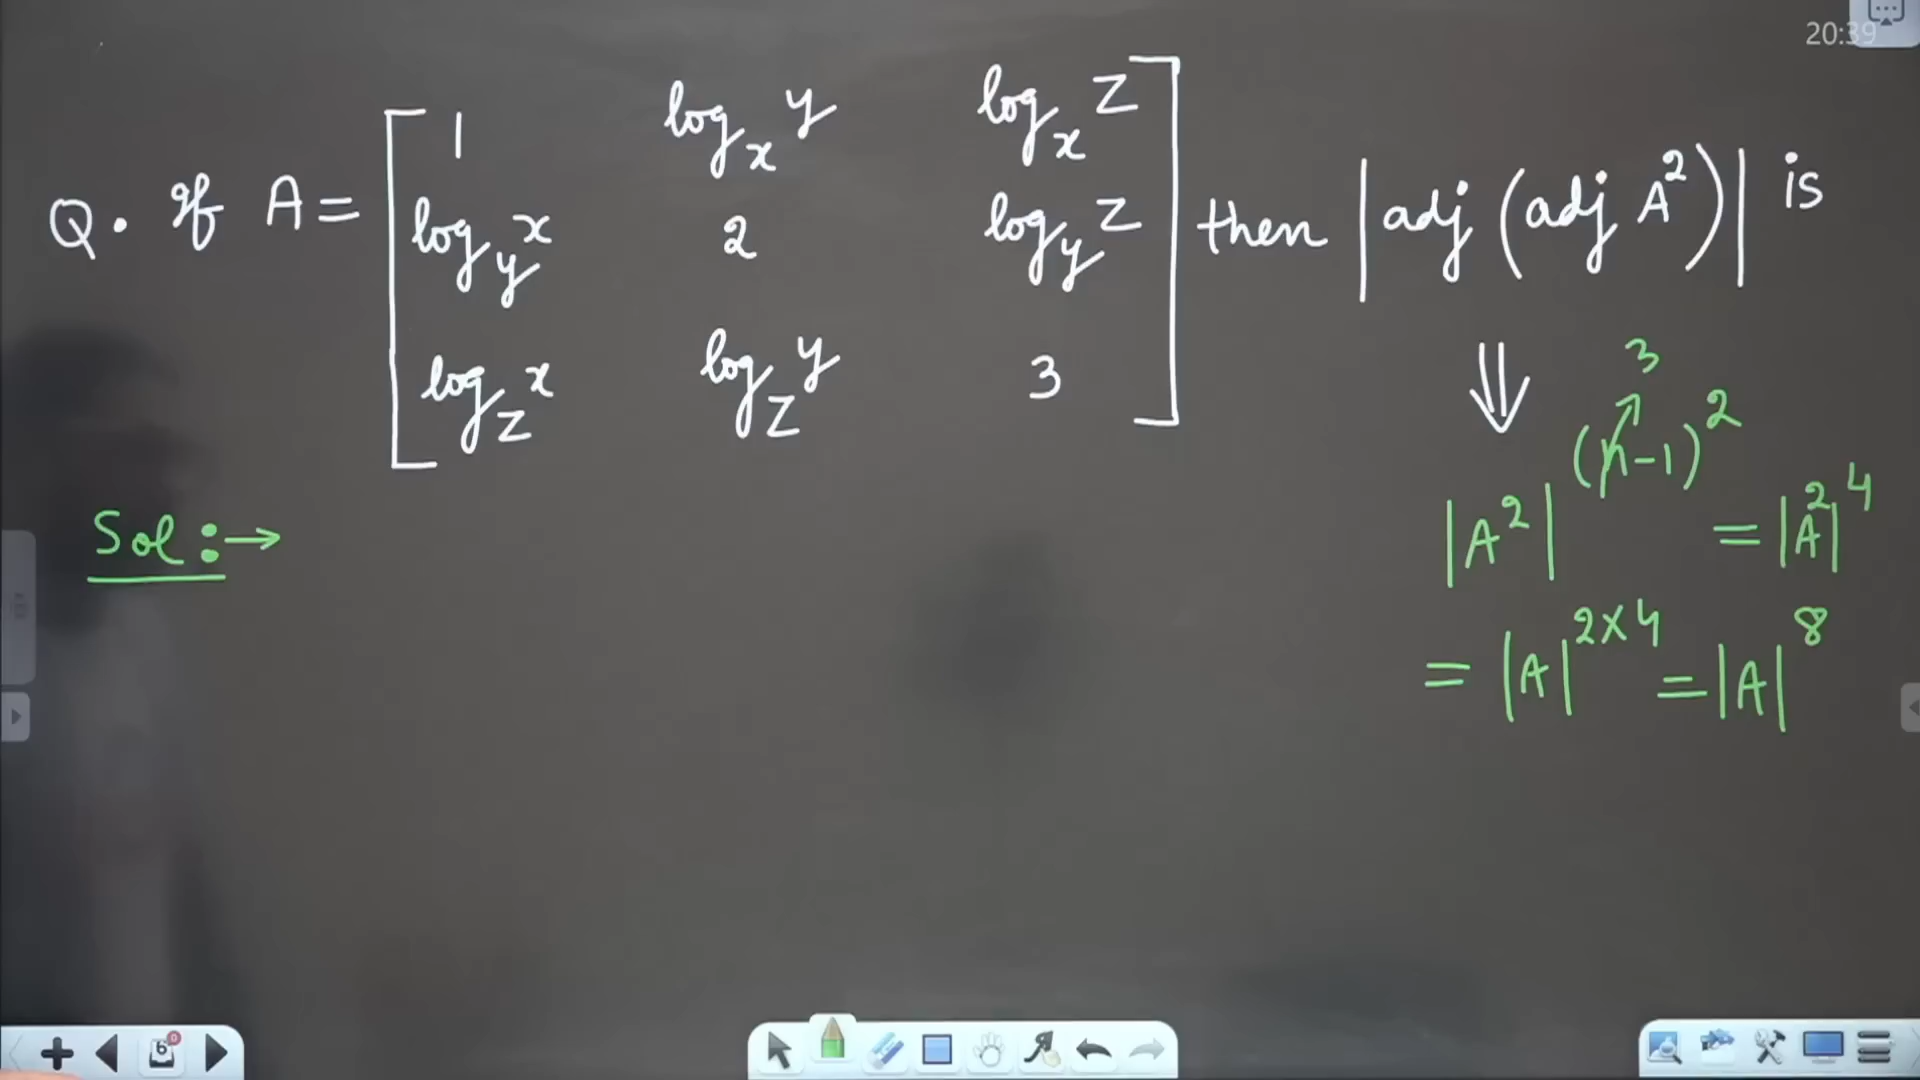 20:39
Q. If A = [ 1 log_x y log_x z
log_y x 2 log_y z
log_z x log_z y 3 ] then |adj (adj A²)| is
Sol :→
3
|A²|^(n-1)² = |A²|⁴
= |A|^2×4 = |A|⁸